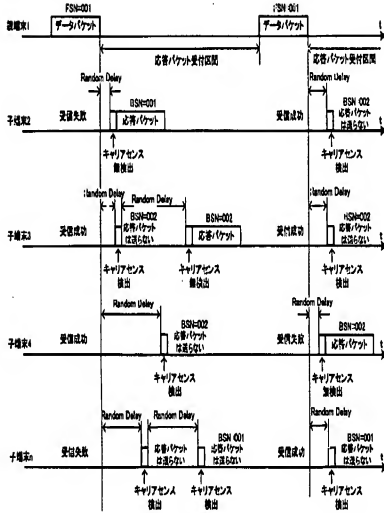 FSN=001
FSN:001
親端末1
データパケット
データパケット
t
応答パケット受付区間
応答パケット受付区間
Random Delay
Random Delay
BSN=001
BSN:002
子端末2
受信失敗
応答パケット
受信成功
応答パケット
は送らない
t
キャリアセンス
無検出
キャリアセンス
検出
Random Delay
Random Delay
Random Delay
BSN=002
BSN=002
BSN=002
子端末3
受信成功
応答パケット
は送らない
応答パケット
受付成功
応答パケット
は送らない
t
キャリアセンス
検出
キャリアセンス
無検出
キャリアセンス
検出
Random Delay
Random Delay
BSN=002
BSN=002
子端末4
受信成功
応答パケット
は送らない
受信失敗
応答パケット
t
キャリアセンス
検出
キャリアセンス
無検出
Random Delay
Random Delay
Random Delay
BSN:001
BSN=001
子端末n
受信失敗
応答パケット
は送らない
応答パケット
は送らない
受信成功
応答パケット
は送らない
t
キャリアセンス
検出
キャリアセンス
検出
キャリアセンス
検出